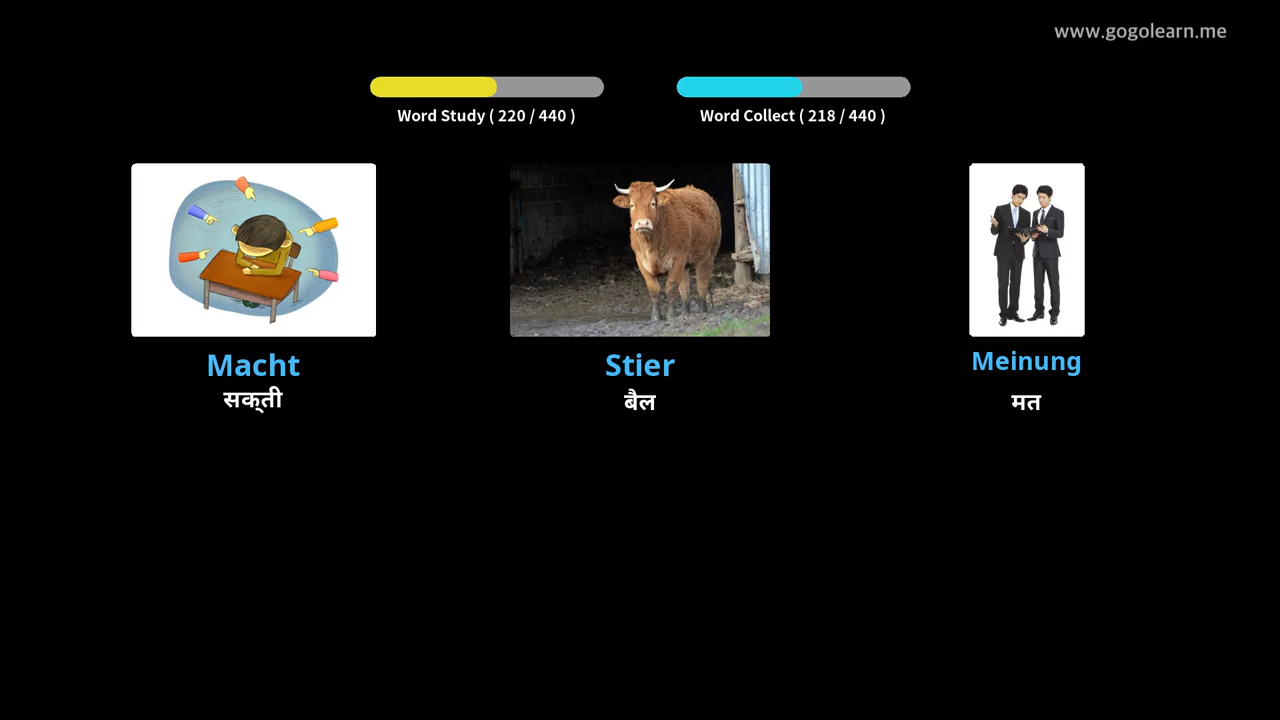 www.gogolearn.me
Word Study ( 220 / 440 )
Word Collect ( 218 / 440 )
Macht
सक्ती
Stier
बैल
Meinung
मत